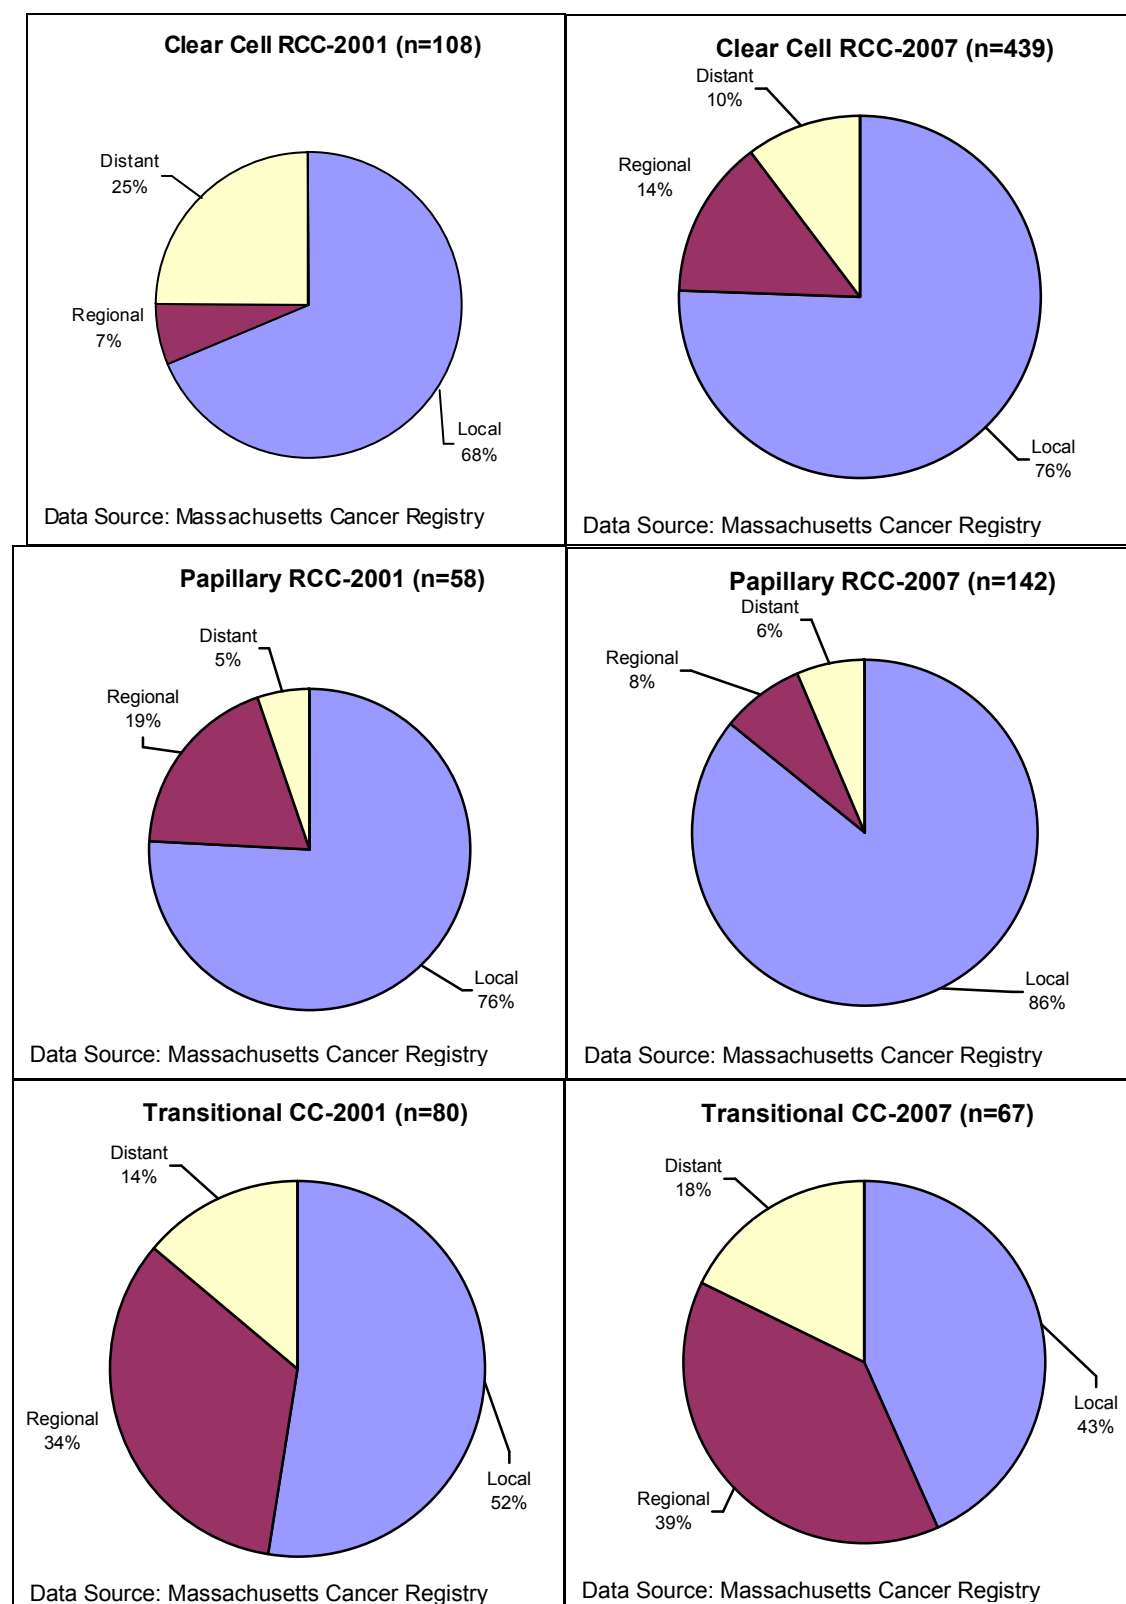 Clear Cell RCC-2001 (n=108)
Distant
25%
Regional
7%
Local
68%
Data Source: Massachusetts Cancer Registry
Clear Cell RCC-2007 (n=439)
Distant
10%
Regional
14%
Local
76%
Data Source: Massachusetts Cancer Registry
Papillary RCC-2001 (n=58)
Distant
5%
Regional
19%
Local
76%
Data Source: Massachusetts Cancer Registry
Papillary RCC-2007 (n=142)
Distant
6%
Regional
8%
Local
86%
Data Source: Massachusetts Cancer Registry
Transitional CC-2001 (n=80)
Distant
14%
Regional
34%
Local
52%
Data Source: Massachusetts Cancer Registry
Transitional CC-2007 (n=67)
Distant
18%
Local
43%
Regional
39%
Data Source: Massachusetts Cancer Registry